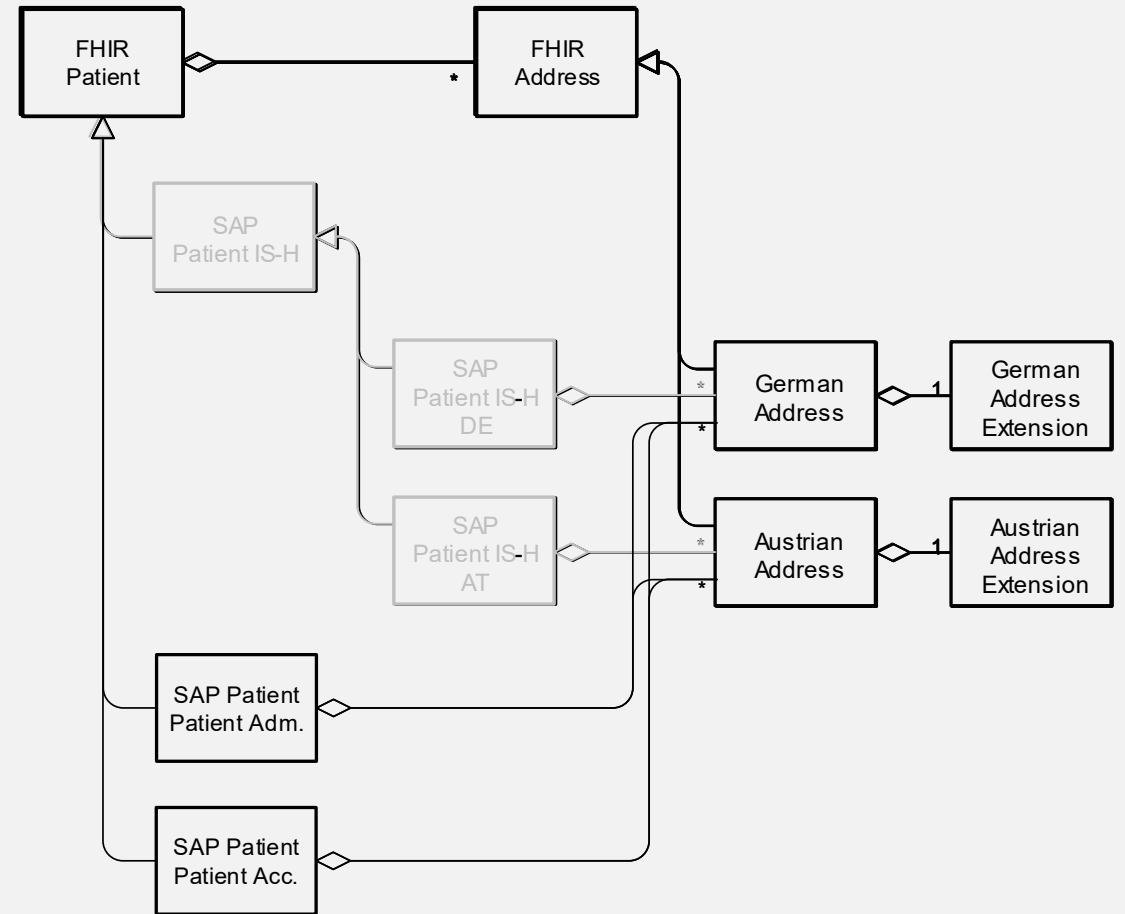 FHIR
Patient
*
FHIR
Address
SAP
Patient IS-H
SAP
Patient IS-H
DE
*
*
German
Address
1
German
Address
Extension
SAP
Patient IS-H
AT
*
*
Austrian
Address
1
Austrian
Address
Extension
SAP Patient
Patient Adm.
SAP Patient
Patient Acc.